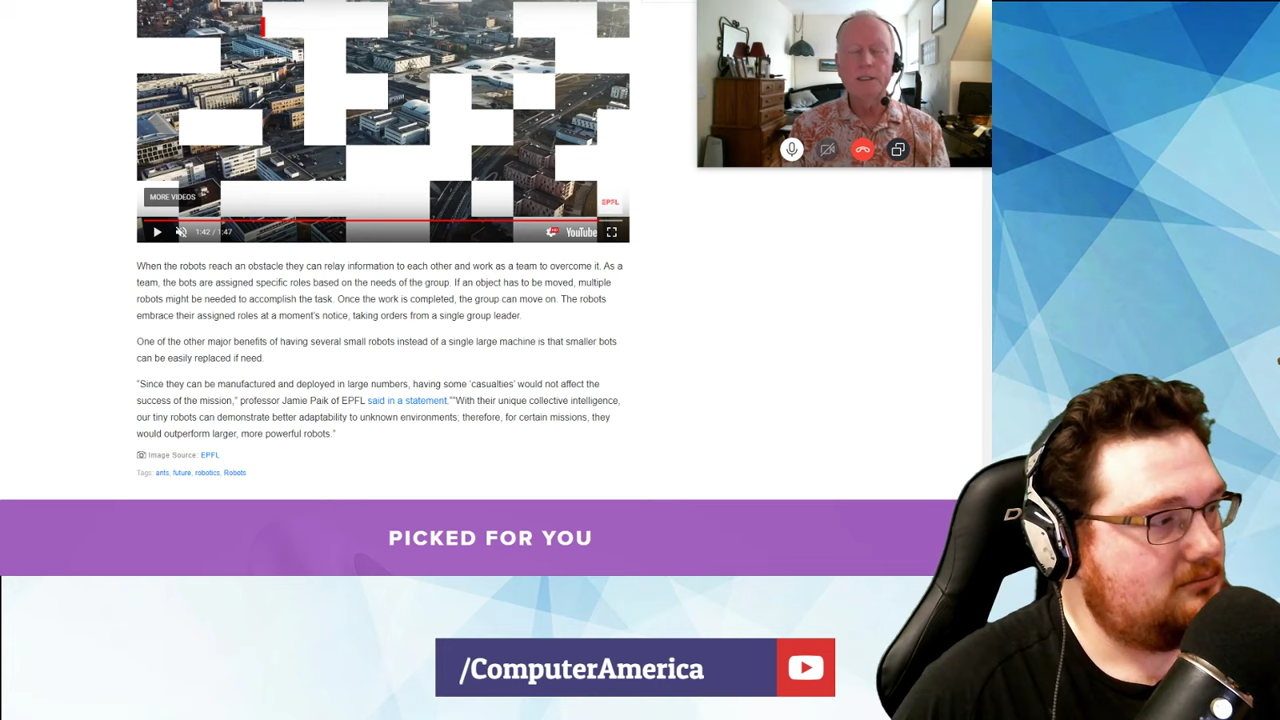 MORE VIDEOS
EPFL
1:42 / 1:47
YouTube
When the robots reach an obstacle they can relay information to each other and work as a team to overcome it. As a
team, the bots are assigned specific roles based on the needs of the group. If an object has to be moved, multiple
robots might be needed to accomplish the task. Once the work is completed, the group can move on. The robots
embrace their assigned roles at a moment's notice, taking orders from a single group leader.
One of the other major benefits of having several small robots instead of a single large machine is that smaller bots
can be easily replaced if need.
"Since they can be manufactured and deployed in large numbers, having some 'casualties' would not affect the
success of the mission," professor Jamie Paik of EPFL said in a statement.""With their unique collective intelligence,
our tiny robots can demonstrate better adaptability to unknown environments; therefore, for certain missions, they
would outperform larger, more powerful robots."
Image Source: EPFL
Tags: ants, future, robotics, Robots
PICKED FOR YOU
/ComputerAmerica